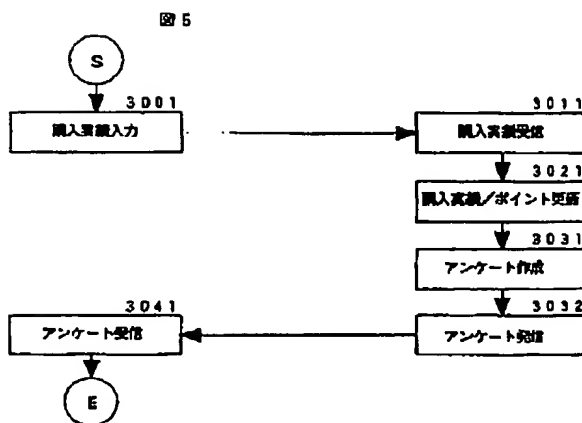 図5
S
3001
購入実績入力
3011
購入実績受信
3021
購入実績/ポイント更新
3031
アンケート作成
3032
アンケート発信
3041
アンケート受信
E